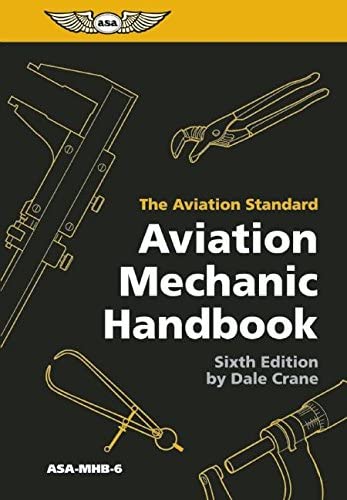 asa
The Aviation Standard
Aviation
Mechanic
Handbook
Sixth Edition
by Dale Crane
ASA-MHB-6